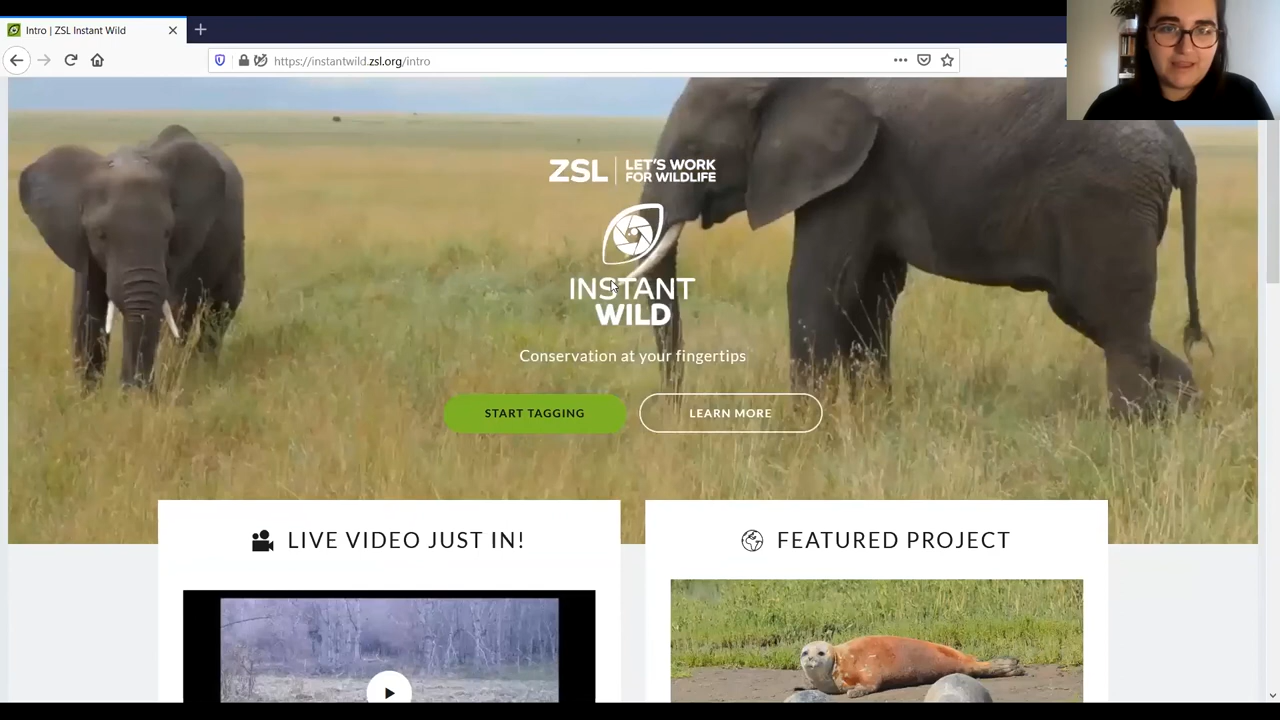 Intro | ZSL Instant Wild
https://instantwild.zsl.org/intro
ZSL | LET'S WORK
FOR WILDLIFE
INSTANT
WILD
Conservation at your fingertips
START TAGGING
LEARN MORE
LIVE VIDEO JUST IN!
FEATURED PROJECT